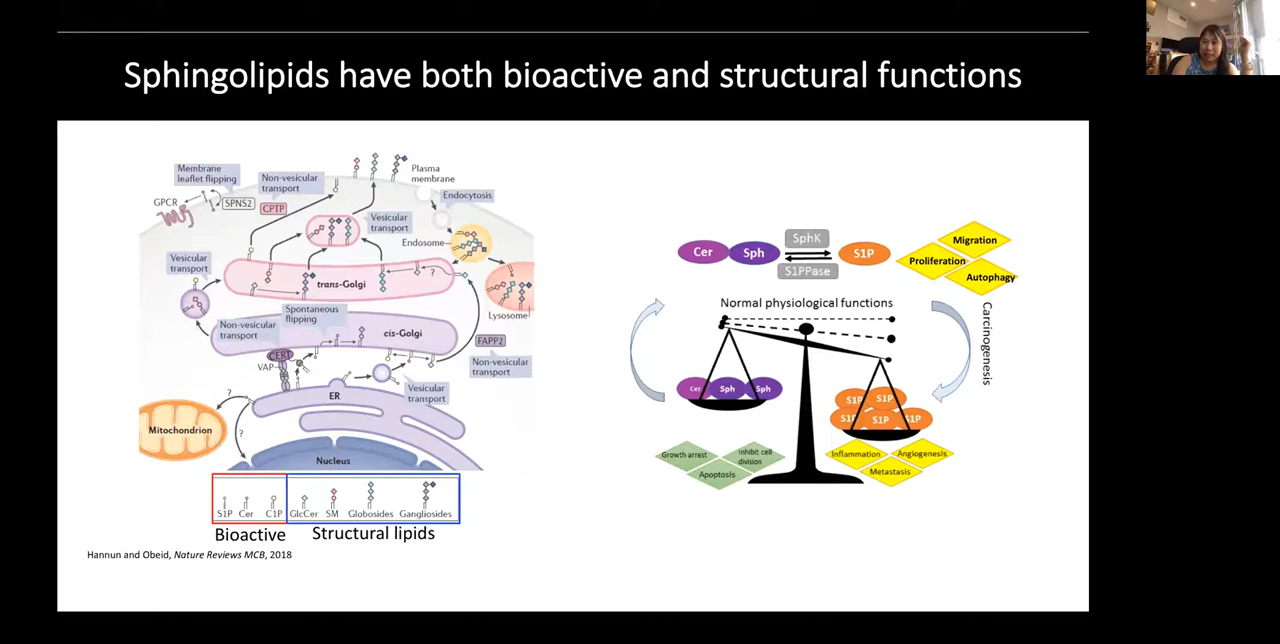 Sphingolipids have both bioactive and structural functions
Membrane
leaflet flipping
Non-vesicular
transport
Plasma
membrane
GPCR
SPNS2
CPTP
Endocytosis
Vesicular
transport
Endosome
Vesicular
transport
?
trans-Golgi
Lysosome
Spontaneous
flipping
Non-vesicular
transport
cis-Golgi
FAPP2
CERT
VAP
Non-vesicular
transport
Vesicular
transport
ER
?
?
Mitochondrion
Nucleus
S1P Cer C1P GlcCer SM Globosides Gangliosides
Bioactive Structural lipids
Hannun and Obeid, Nature Reviews MCB, 2018
Cer Sph SphK S1P
S1PPase
Migration
Proliferation
Autophagy
Normal physiological functions
Carcinogenesis
Cer Sph Sph
S1P S1P
S1P S1P S1P
Growth arrest
Inhibit cell
division
Apoptosis
Inflammation
Angiogenesis
Metastasis